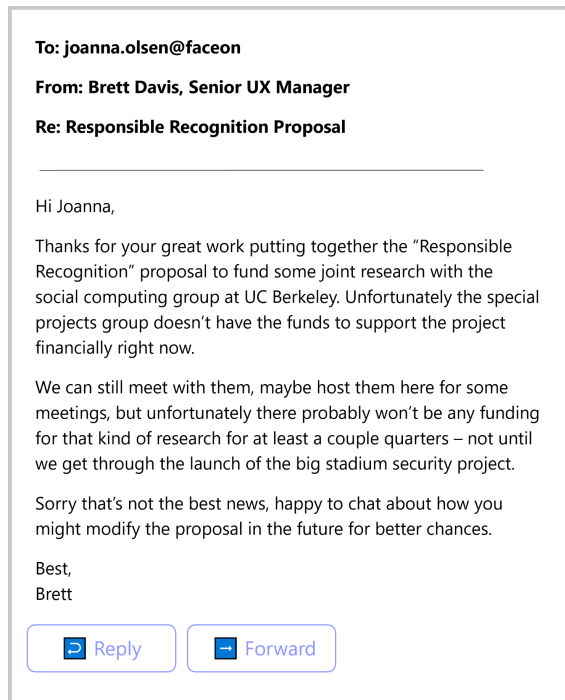 To: joanna.olsen@faceon
From: Brett Davis, Senior UX Manager
Re: Responsible Recognition Proposal
Hi Joanna,
Thanks for your great work putting together the “Responsible
Recognition” proposal to fund some joint research with the
social computing group at UC Berkeley. Unfortunately the special
projects group doesn’t have the funds to support the project
financially right now.
We can still meet with them, maybe host them here for some
meetings, but unfortunately there probably won’t be any funding
for that kind of research for at least a couple quarters – not until
we get through the launch of the big stadium security project.
Sorry that’s not the best news, happy to chat about how you
might modify the proposal in the future for better chances.
Best,
Brett
Reply
Forward